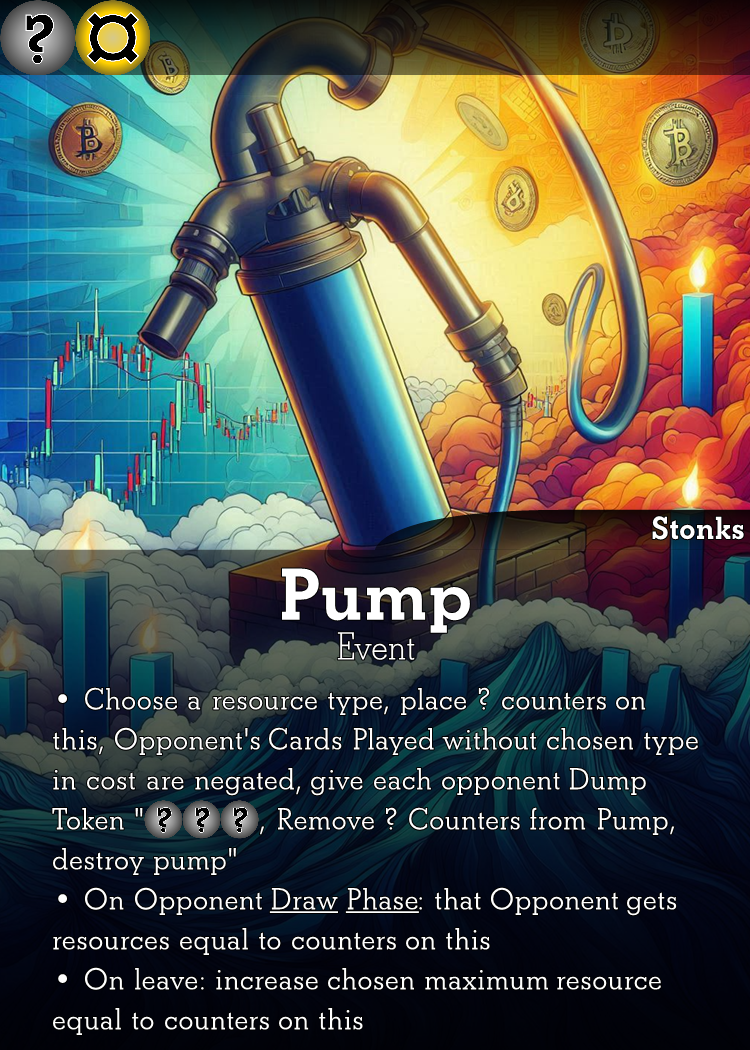 ? ¤
Stonks
Pump
Event
• Choose a resource type, place ? counters on
this, Opponent's Cards Played without chosen type
in cost are negated, give each opponent Dump
Token "? ? ?, Remove ? Counters from Pump,
destroy pump"
• On Opponent Draw Phase: that Opponent gets
resources equal to counters on this
• On leave: increase chosen maximum resource
equal to counters on this